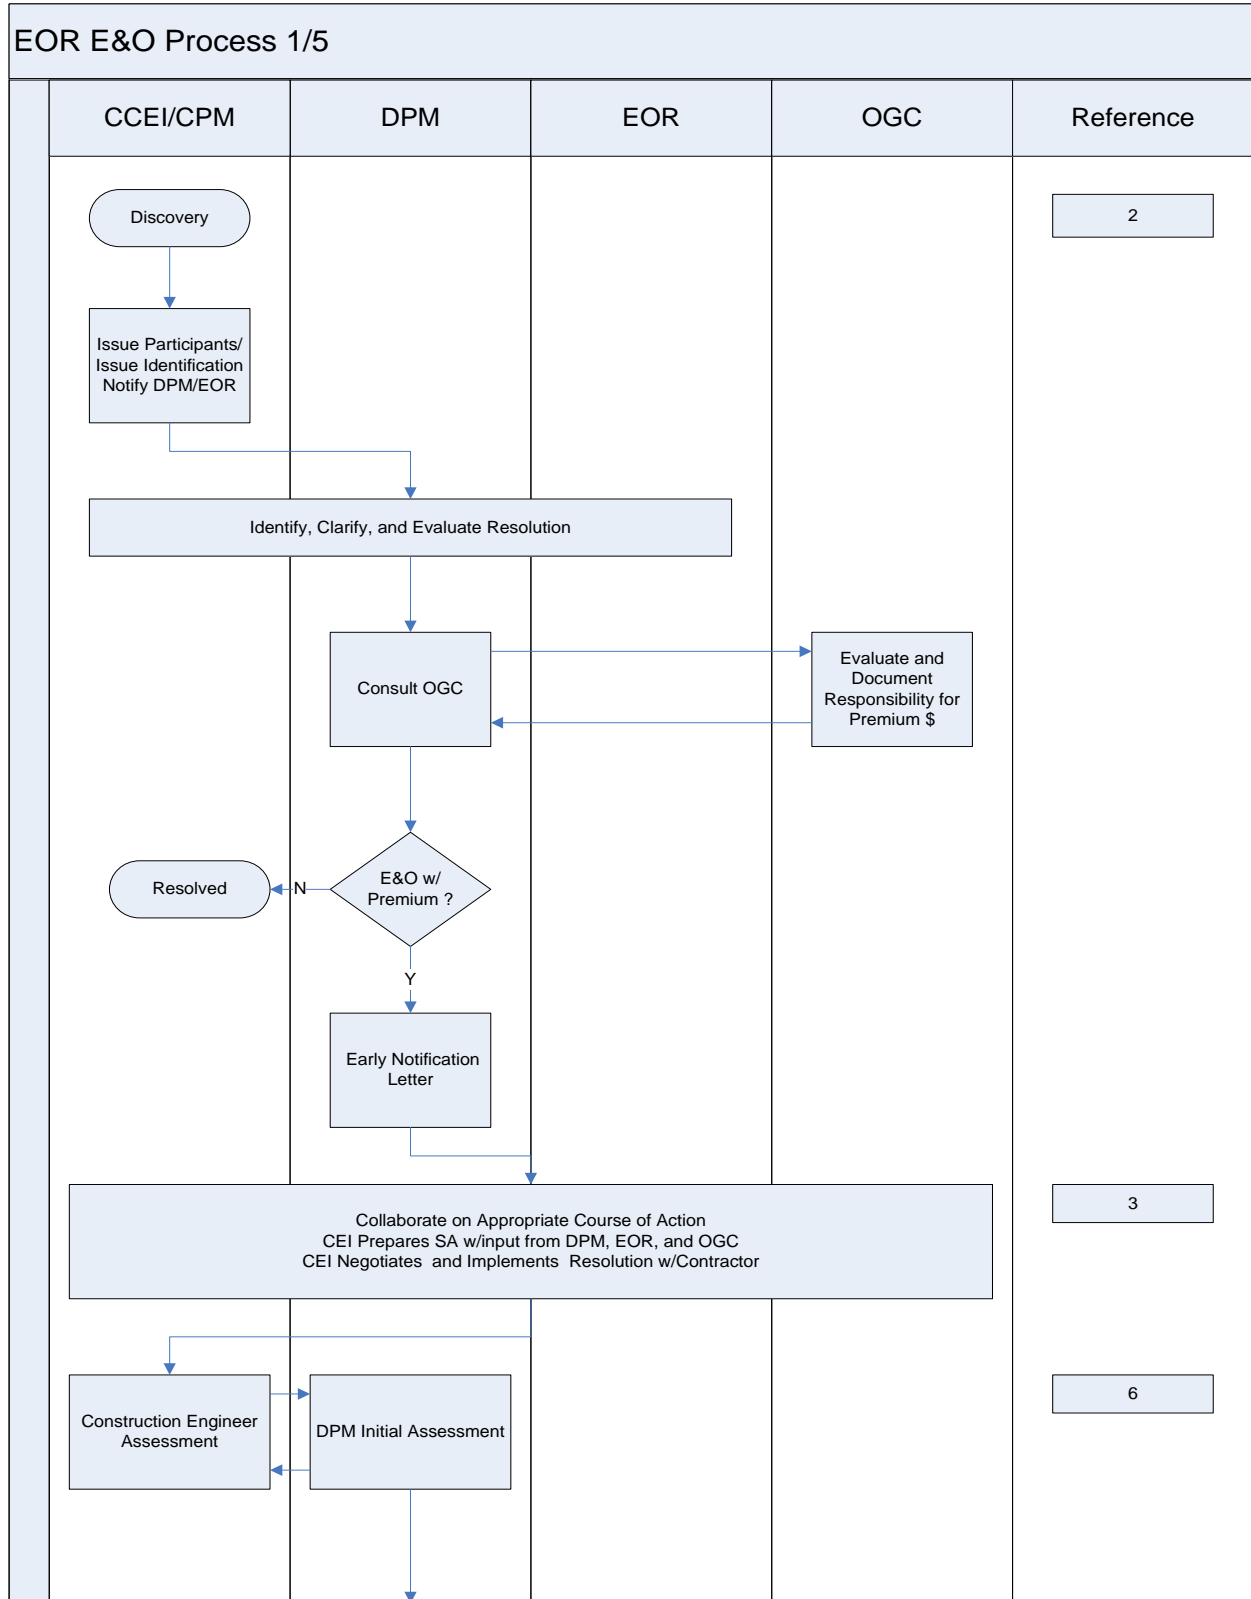 EOR E&O Process 1/5
CCEI/CPM
DPM
EOR
OGC
Reference
Discovery
2
Issue Participants/
Issue Identification
Notify DPM/EOR
Identify, Clarify, and Evaluate Resolution
Consult OGC
Evaluate and
Document
Responsibility for
Premium $
E&O w/
Premium ?
N
Resolved
Y
Early Notification
Letter
Collaborate on Appropriate Course of Action
CEI Prepares SA w/input from DPM, EOR, and OGC
CEI Negotiates and Implements Resolution w/Contractor
3
Construction Engineer
Assessment
DPM Initial Assessment
6